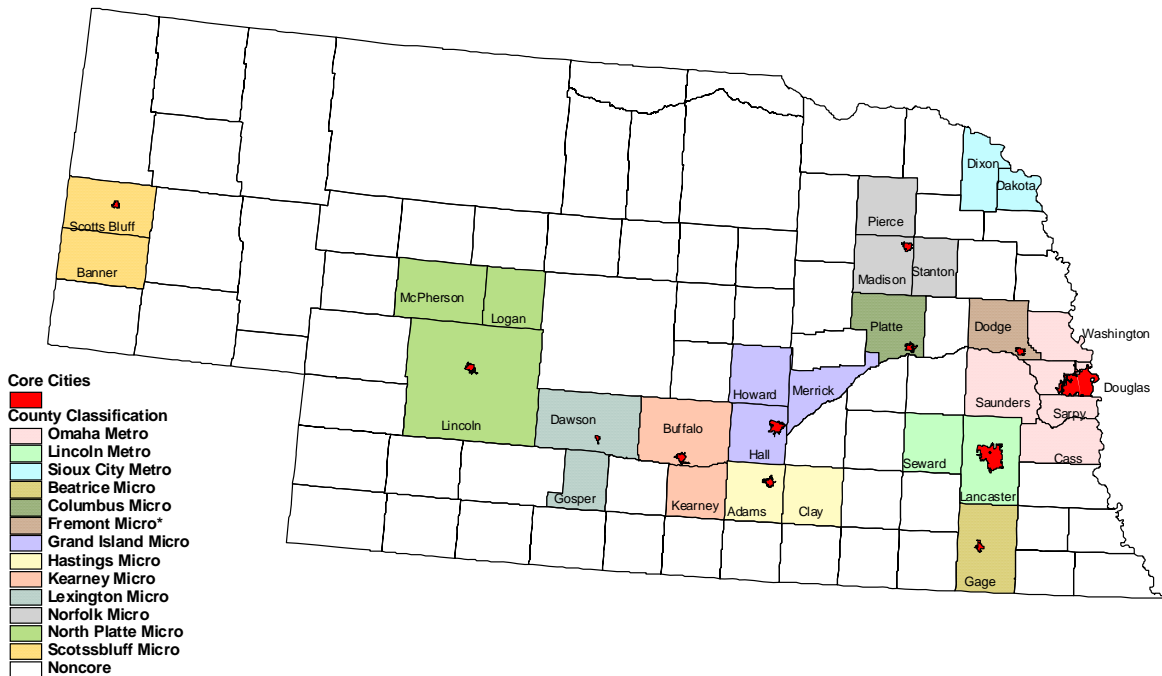 Dixon
Dakota
Pierce
Scotts Bluff
Banner
Madison
Stanton
McPherson
Logan
Platte
Dodge
Washington
Core Cities
Douglas
County Classification
Omaha Metro
Lincoln Metro
Sioux City Metro
Beatrice Micro
Columbus Micro
Fremont Micro*
Grand Island Micro
Hastings Micro
Kearney Micro
Lexington Micro
Norfolk Micro
North Platte Micro
Scotssbluff Micro
Noncore
Howard
Merrick
Saunders
Sarpy
Lincoln
Dawson
Buffalo
Hall
Seward
Cass
Gosper
Kearney
Adams
Clay
Lancaster
Gage